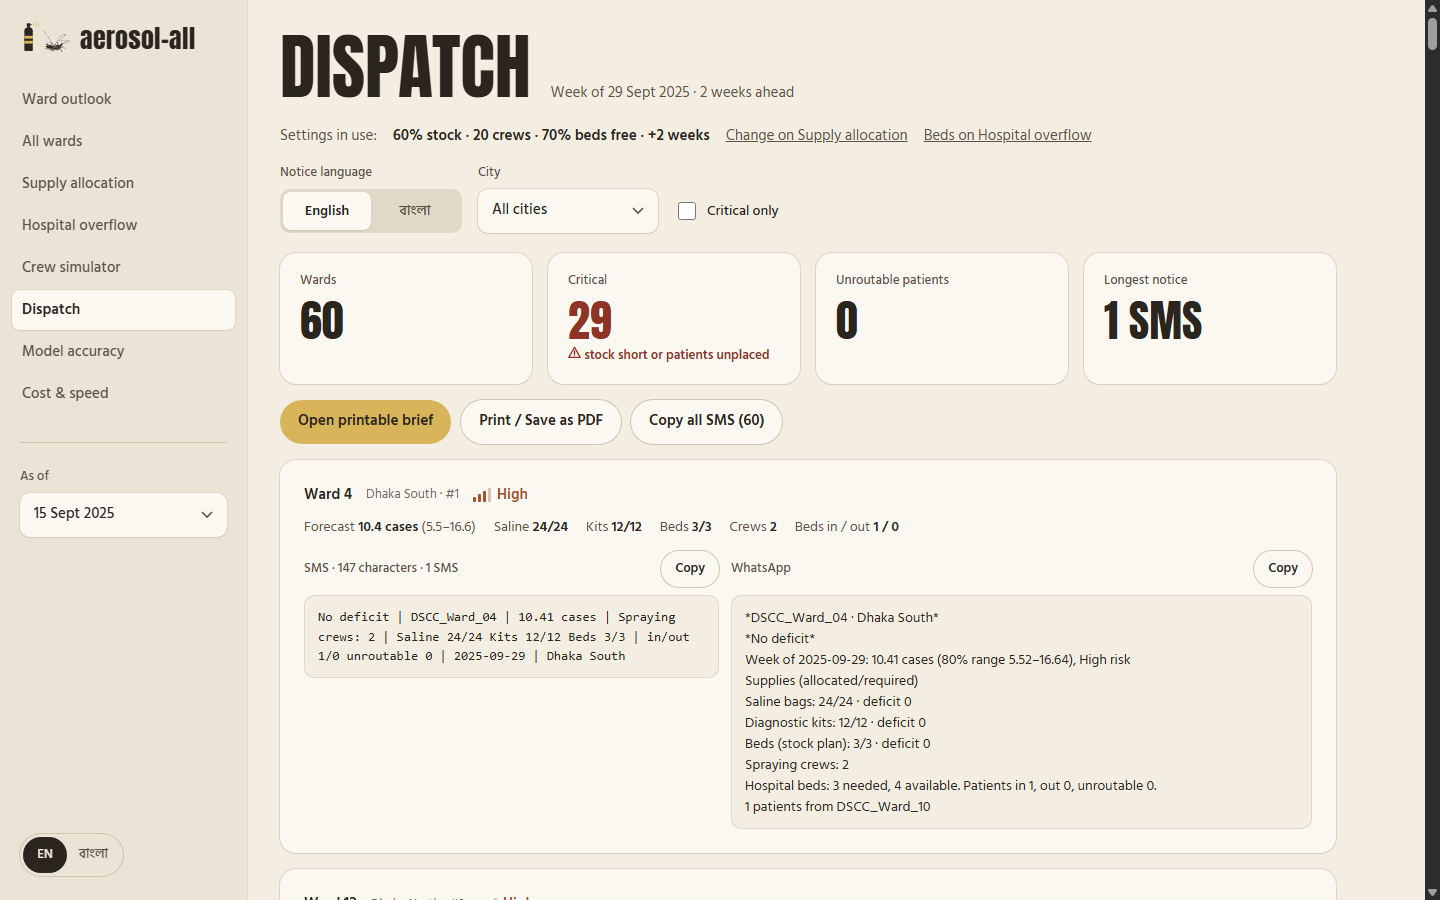 aerosol-all
Ward outlook
All wards
Supply allocation
Hospital overflow
Crew simulator
Dispatch
Model accuracy
Cost & speed
As of
15 Sept 2025
EN বাংলা
DISPATCH
Week of 29 Sept 2025 · 2 weeks ahead
Settings in use: 60% stock · 20 crews · 70% beds free · +2 weeks Change on Supply allocation Beds on Hospital overflow
Notice language
English বাংলা
City
All cities
Critical only
Wards
60
Critical
29
⚠ stock short or patients unplaced
Unroutable patients
0
Longest notice
1 SMS
Open printable brief
Print / Save as PDF
Copy all SMS (60)
Ward 4 Dhaka South · #1 High
Forecast 10.4 cases (5.5–16.6) Saline 24/24 Kits 12/12 Beds 3/3 Crews 2 Beds in / out 1 / 0
SMS · 147 characters · 1 SMS
Copy
No deficit | DSCC_Ward_04 | 10.41 cases | Spraying
crews: 2 | Saline 24/24 Kits 12/12 Beds 3/3 | in/out
1/0 unroutable 0 | 2025-09-29 | Dhaka South
WhatsApp
Copy
*DSCC_Ward_04 · Dhaka South*
*No deficit*
Week of 2025-09-29: 10.41 cases (80% range 5.52–16.64), High risk
Supplies (allocated/required)
Saline bags: 24/24 · deficit 0
Diagnostic kits: 12/12 · deficit 0
Beds (stock plan): 3/3 · deficit 0
Spraying crews: 2
Hospital beds: 3 needed, 4 available. Patients in 1, out 0, unroutable 0.
1 patients from DSCC_Ward_10